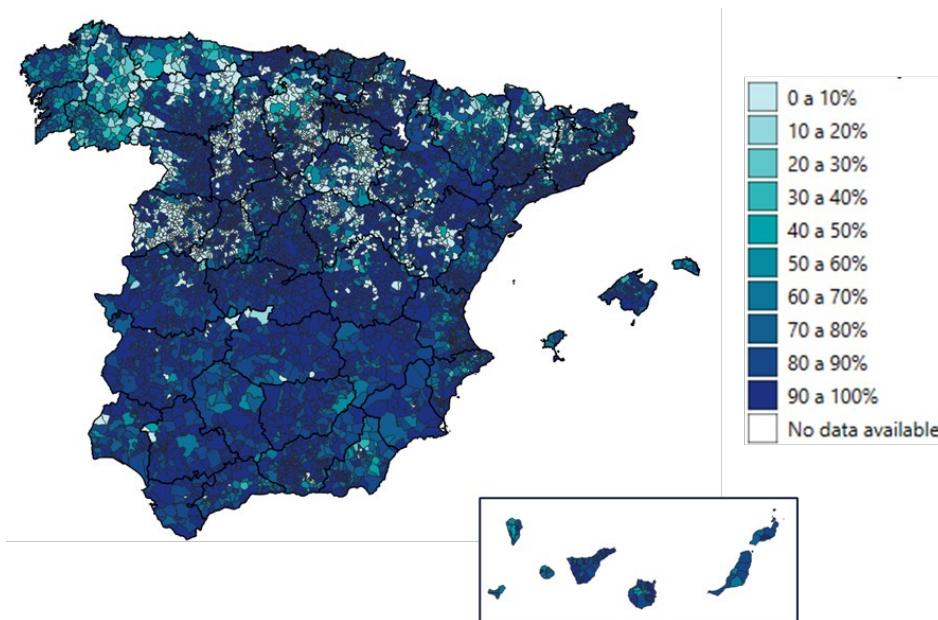 0 a 10%
10 a 20%
20 a 30%
30 a 40%
40 a 50%
50 a 60%
60 a 70%
70 a 80%
80 a 90%
90 a 100%
No data available